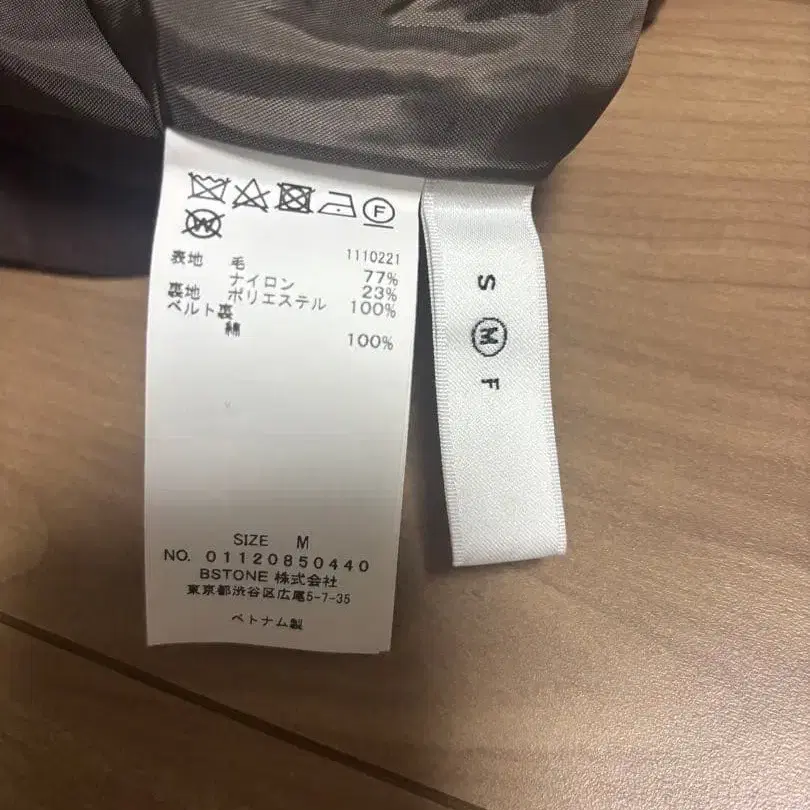 F
W
1110221
表地 毛 77%
ナイロン 23%
裏地 ポリエステル 100%
ベルト裏
綿 100%
SIZE M
NO. 01120850440
BSTONE 株式会社
東京都渋谷区広尾5-7-35
ベトナム製
S
M
F